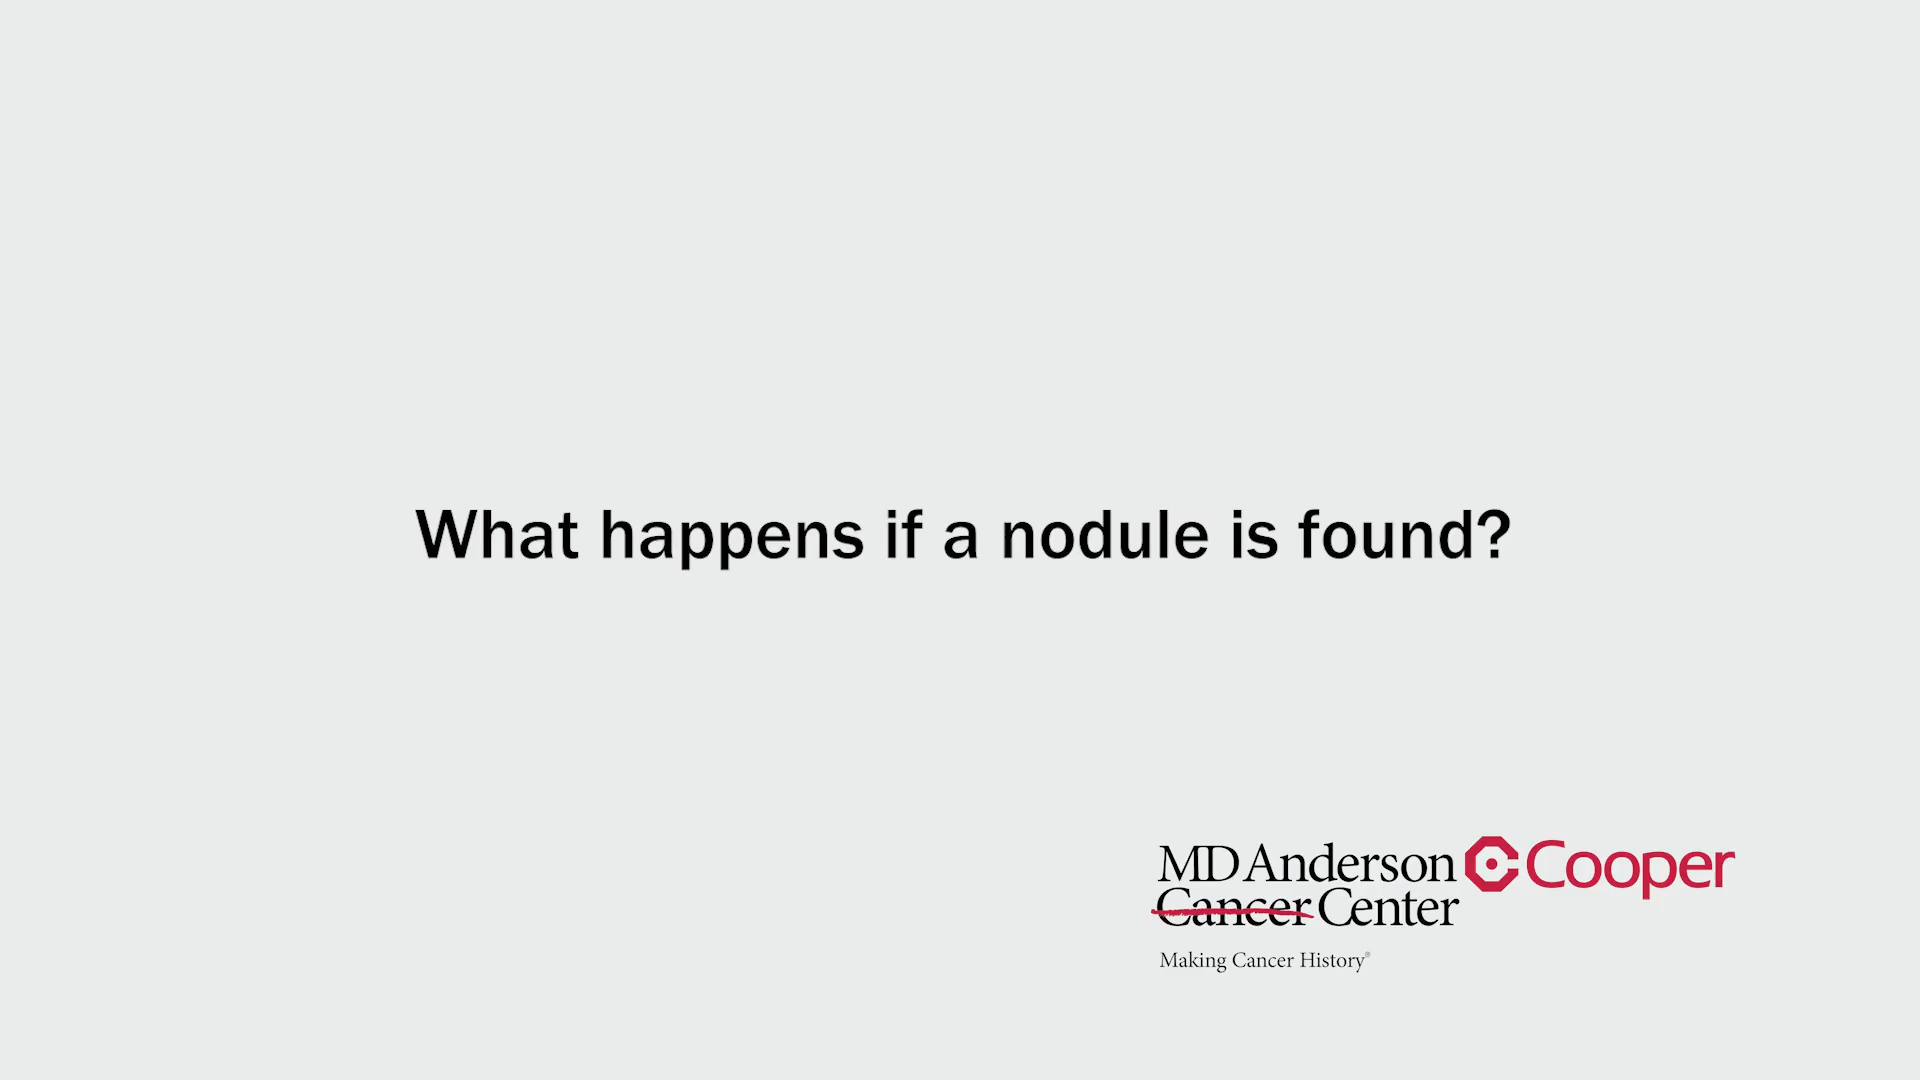 What happens if a nodule is found?
MD Anderson Cooper
Cancer Center
Making Cancer History®